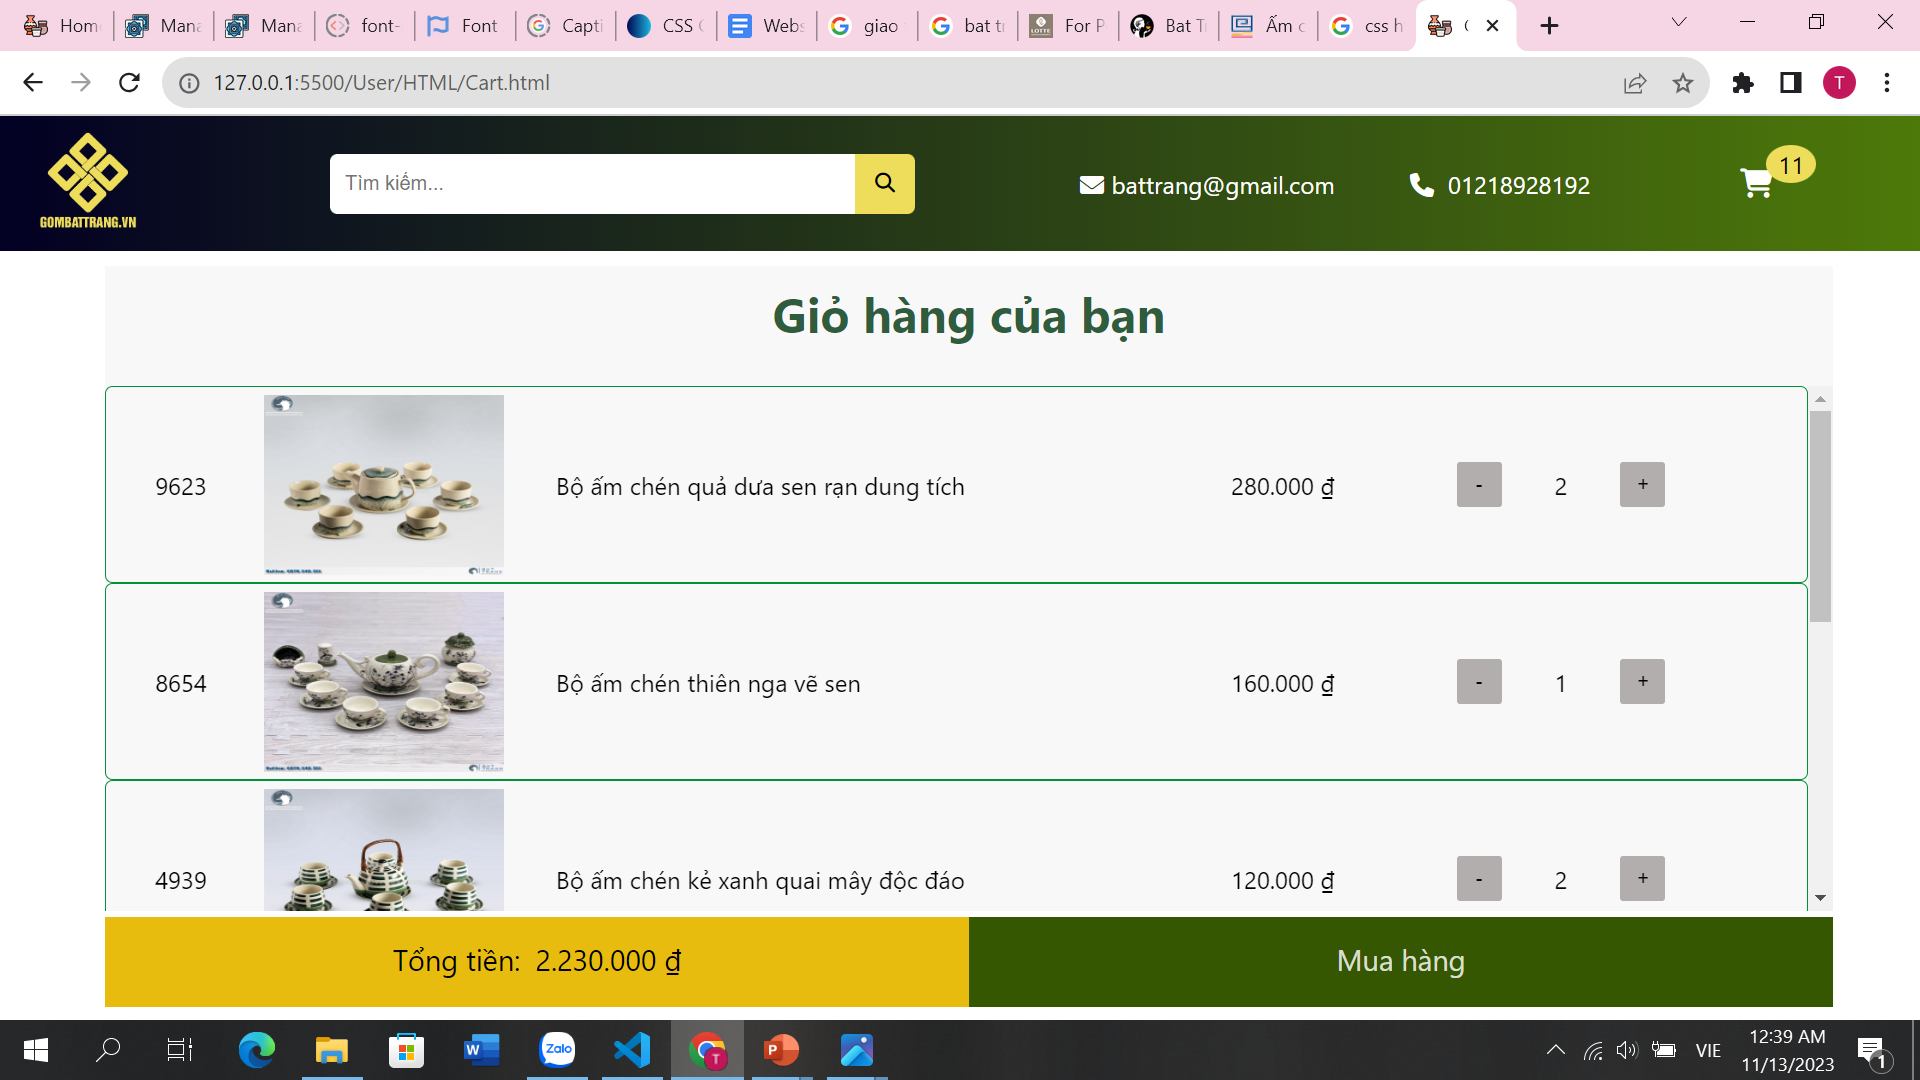 Hom
Mana
Mana
font-
Font
Capti
CSS
Webs
giao
bat tr
For P
Bat T
Ấm c
css h
127.0.0.1:5500/User/HTML/Cart.html
T
GOMBATTRANG.VN
Tìm kiếm...
battrang@gmail.com
01218928192
11
Giỏ hàng của bạn
9623
Bộ ấm chén quả dưa sen rạn dung tích
280.000 ₫
-
2
+
8654
Bộ ấm chén thiên nga vẽ sen
160.000 ₫
-
1
+
4939
Bộ ấm chén kẻ xanh quai mây độc đáo
120.000 ₫
-
2
+
Tổng tiền: 2.230.000 ₫
Mua hàng
W
Zalo
T
P
VIE
12:39 AM
11/13/2023
1